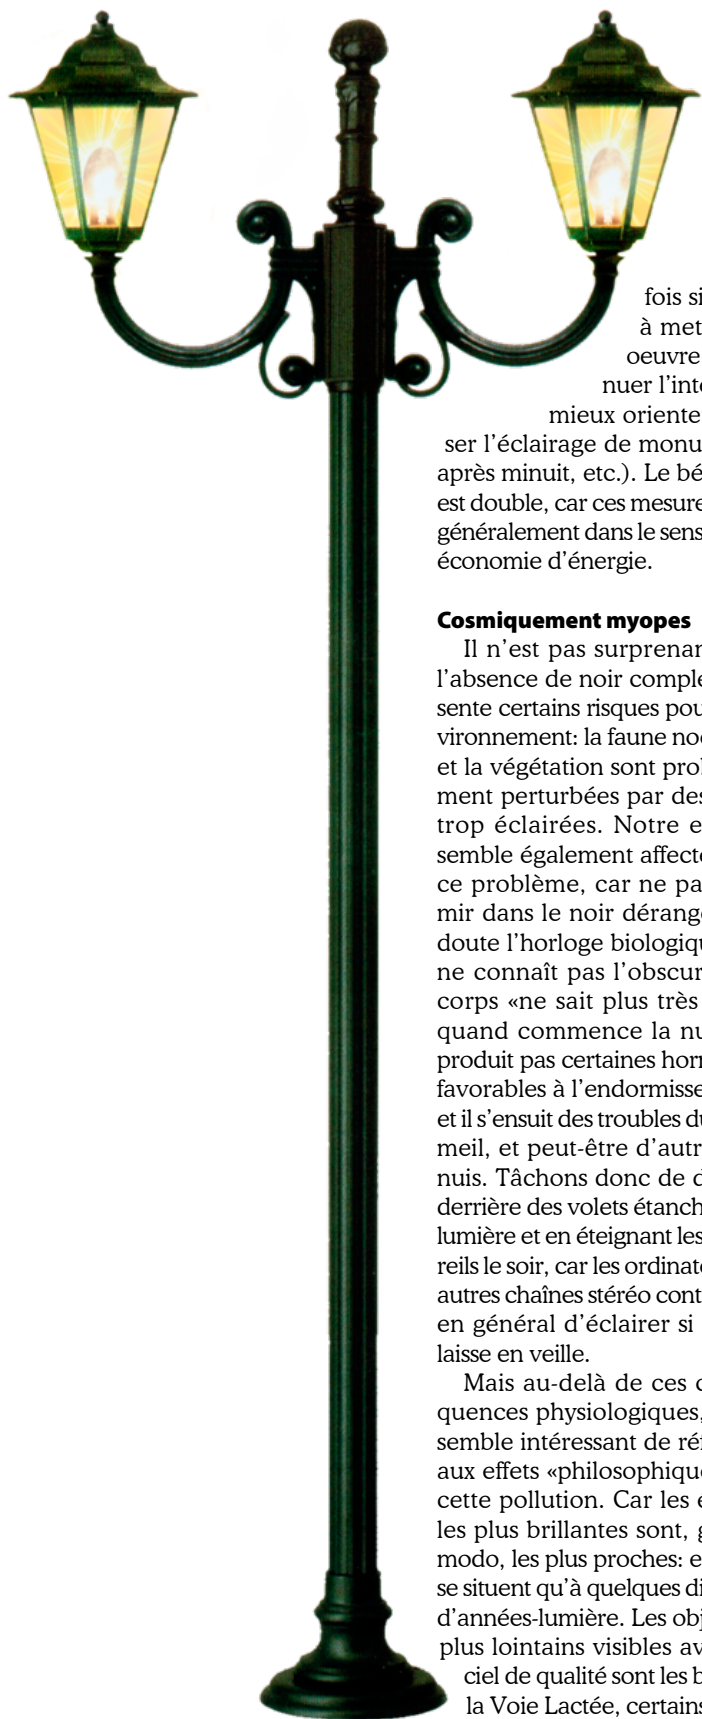 fois si
à met
oeuvre
nuer l'inte
mieux oriente
ser l'éclairage de monu
après minuit, etc.). Le bé
est double, car ces mesure
généralement dans le sens
économie d'énergie.
Cosmiquement myopes
Il n'est pas surprenan
l'absence de noir comple
sente certains risques pou
vironnement: la faune noc
et la végétation sont prob
ment perturbées par des
trop éclairées. Notre e
semble également affecte
ce problème, car ne pa
mir dans le noir dérange
doute l'horloge biologiqu
ne connaît pas l'obscur
corps «ne sait plus très
quand commence la nu
produit pas certaines horm
favorables à l'endormisse
et il s'ensuit des troubles du
meil, et peut-être d'autr
nuis. Tâchons donc de d
derrière des volets étanch
lumière et en éteignant les
reils le soir, car les ordinate
autres chaînes stéréo cont
en général d'éclairer si
laisse en veille.
Mais au-delà de ces c
quences physiologiques,
semble intéressant de réf
aux effets «philosophique
cette pollution. Car les é
les plus brillantes sont, g
modo, les plus proches: e
se situent qu'à quelques di
d'années-lumière. Les obj
plus lointains visibles av
ciel de qualité sont les b
la Voie Lactée, certains